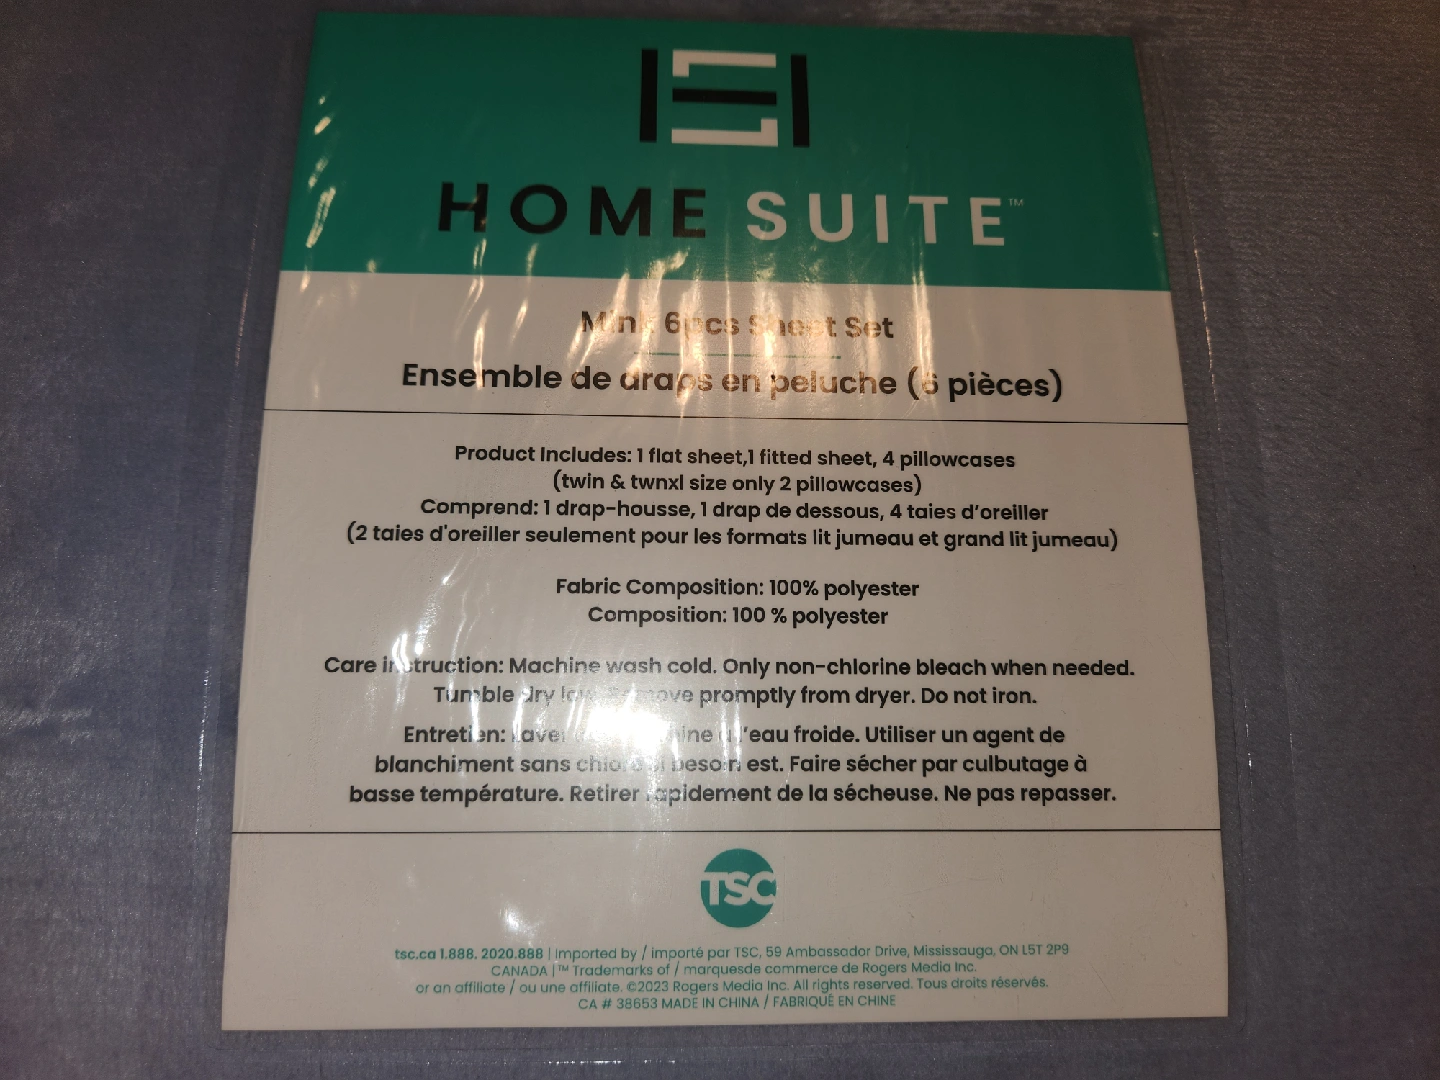 HOME SUITE™
Mink 6pcs Sheet Set
Ensemble de draps en peluche (6 pièces)
Product Includes: 1 flat sheet,1 fitted sheet, 4 pillowcases
(twin & twnxl size only 2 pillowcases)
Comprend: 1 drap-housse, 1 drap de dessous, 4 taies d'oreiller
(2 taies d'oreiller seulement pour les formats lit jumeau et grand lit jumeau)
Fabric Composition: 100% polyester
Composition: 100 % polyester
Care instruction: Machine wash cold. Only non-chlorine bleach when needed.
Tumble dry low. Remove promptly from dryer. Do not iron.
Entretien: Laver l'eau froide. Utiliser un agent de
blanchiment sans chlore si besoin est. Faire sécher par culbutage à
basse température. Retirer rapidement de la sécheuse. Ne pas repasser.
TSC
tsc.ca 1.888. 2020.888 | Imported by / importé par TSC, 59 Ambassador Drive, Mississauga, ON L5T 2P9
CANADA |™ Trademarks of / marquesde commerce de Rogers Media Inc.
or an affiliate / ou une affiliate. ©2023 Rogers Media Inc. All rights reserved. Tous droits réservés.
CA # 38653 MADE IN CHINA / FABRIQUÉ EN CHINE